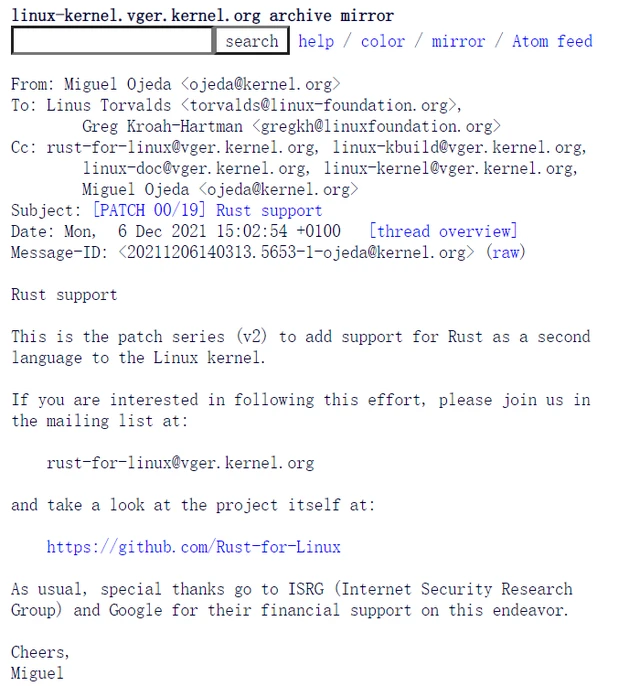 linux-kernel.vger.kernel.org archive mirror
search help / color / mirror / Atom feed
From: Miguel Ojeda <ojeda@kernel.org>
To: Linus Torvalds <torvalds@linux-foundation.org>,
Greg Kroah-Hartman <gregkh@linuxfoundation.org>
Cc: rust-for-linux@vger.kernel.org, linux-kbuild@vger.kernel.org,
linux-doc@vger.kernel.org, linux-kernel@vger.kernel.org,
Miguel Ojeda <ojeda@kernel.org>
Subject: [PATCH 00/19] Rust support
Date: Mon,  6 Dec 2021 15:02:54 +0100 [thread overview]
Message-ID: <20211206140313.5653-1-ojeda@kernel.org> (raw)
Rust support
This is the patch series (v2) to add support for Rust as a second
language to the Linux kernel.
If you are interested in following this effort, please join us in
the mailing list at:
rust-for-linux@vger.kernel.org
and take a look at the project itself at:
https://github.com/Rust-for-Linux
As usual, special thanks go to ISRG (Internet Security Research
Group) and Google for their financial support on this endeavor.
Cheers,
Miguel